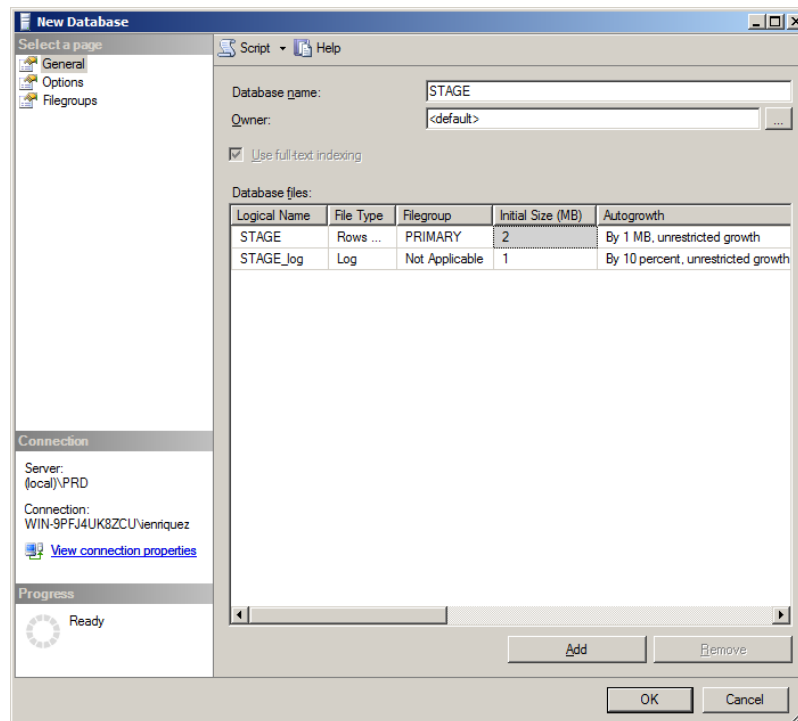 New Database
Select a page
General
Options
Filegroups
Script Help
Database name: STAGE
Owner: <default> ...
Use full-text indexing
Database files:
Logical Name File Type Filegroup Initial Size (MB) Autogrowth
STAGE Rows ... PRIMARY 2 By 1 MB, unrestricted growth
STAGE_log Log Not Applicable 1 By 10 percent, unrestricted growth
Connection
Server:
(local)\PRD
Connection:
WIN-9PFJ4UK8ZCU\ienriquez
View connection properties
Progress
Ready
Add Remove
OK Cancel